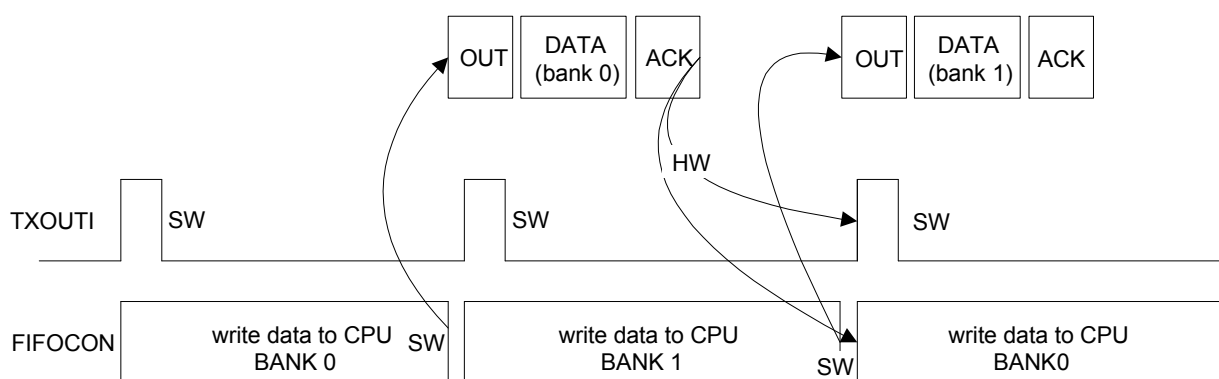 OUT DATA (bank 0) ACK OUT DATA (bank 1) ACK
HW
TXOUTI SW SW SW
FIFOCON write data to CPU BANK 0 SW write data to CPU BANK 1 SW write data to CPU BANK0